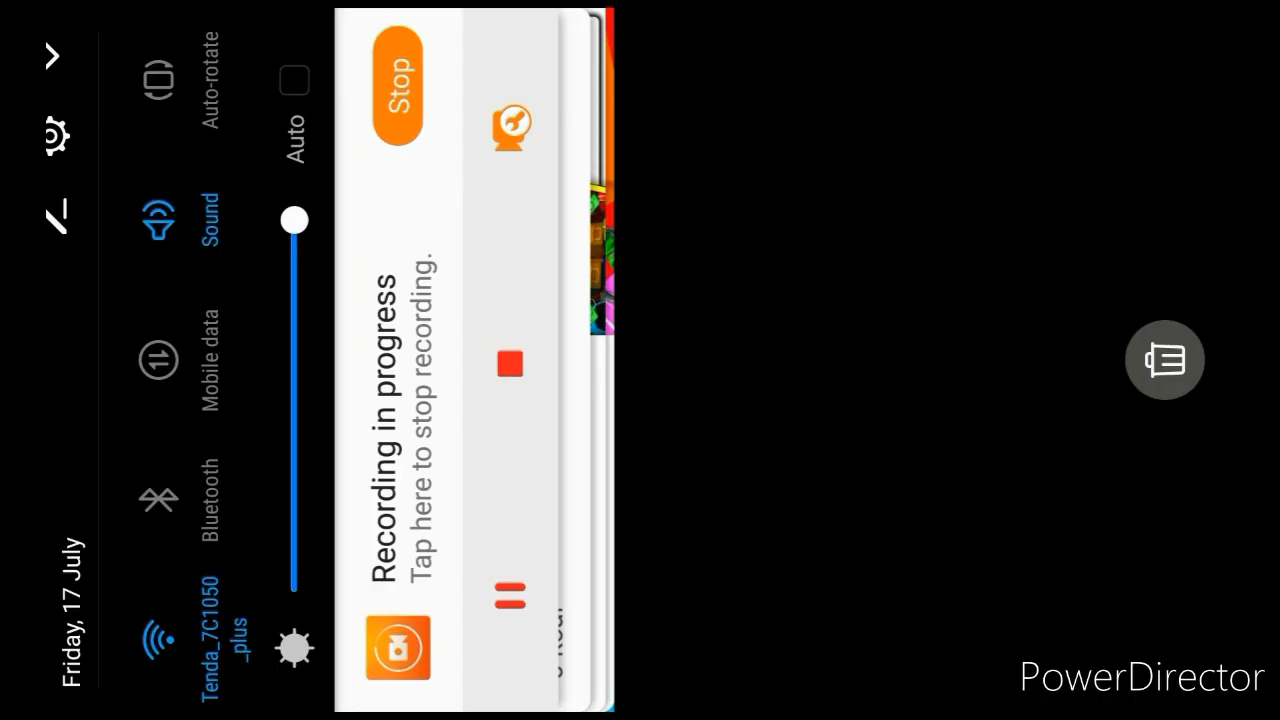 Friday, 17 July
Tenda_7C1050
_plus
Bluetooth
Mobile data
Sound
Auto-rotate
Auto
Recording in progress
Tap here to stop recording.
Stop
PowerDirector